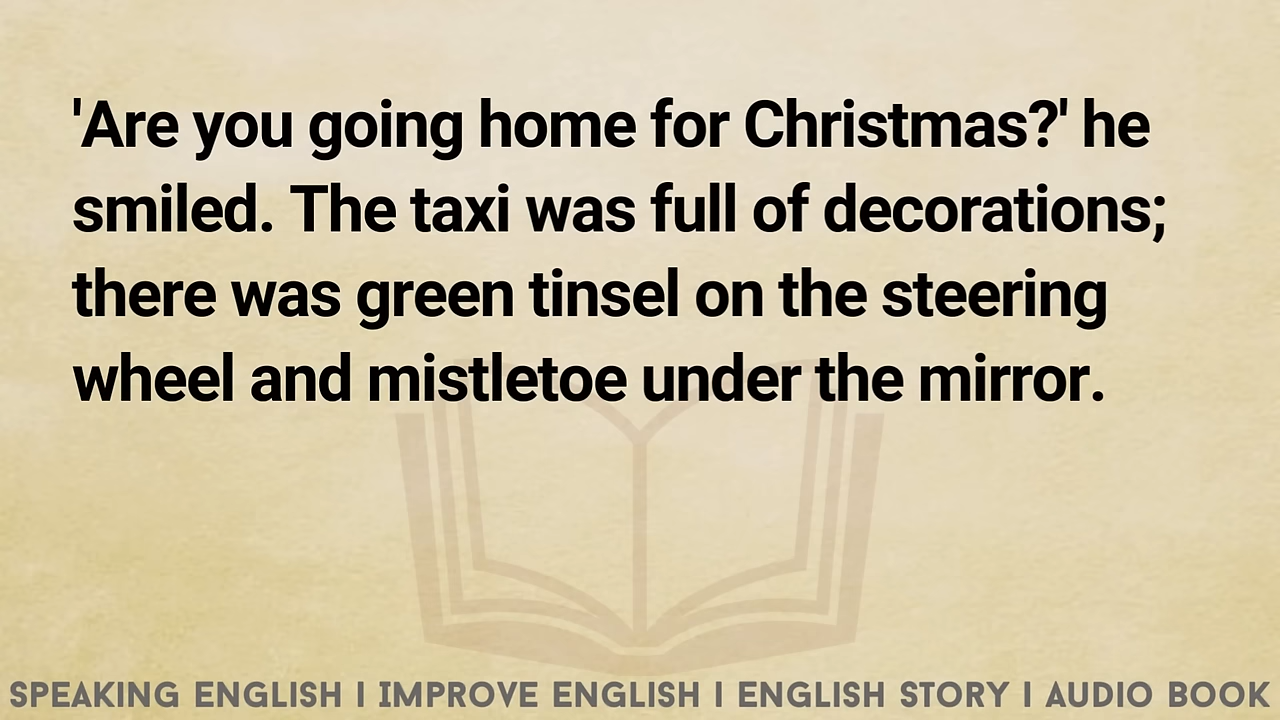 'Are you going home for Christmas?' he
smiled. The taxi was full of decorations;
there was green tinsel on the steering
wheel and mistletoe under the mirror.
SPEAKING ENGLISH | IMPROVE ENGLISH | ENGLISH STORY | AUDIO BOOK